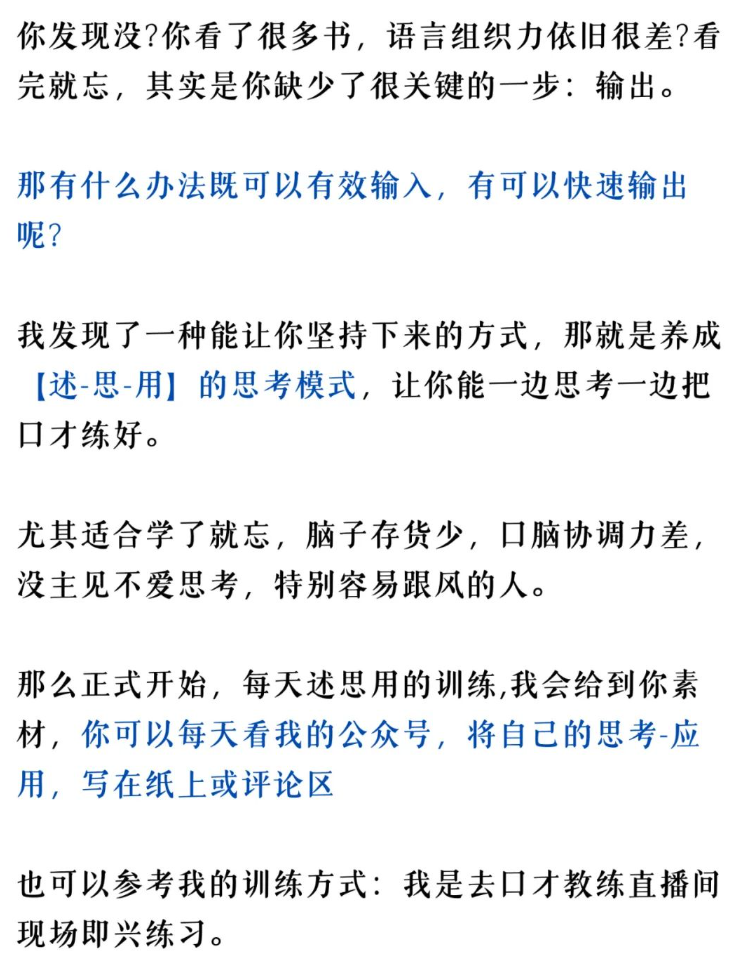 你发现没?你看了很多书，语言组织力依旧很差?看
完就忘，其实是你缺少了很关键的一步：输出。
那有什么办法既可以有效输入，有可以快速输出
呢?
我发现了一种能让你坚持下来的方式，那就是养成
【述-思-用】的思考模式，让你能一边思考一边把
口才练好。
尤其适合学了就忘，脑子存货少，口脑协调力差，
没主见不爱思考，特别容易跟风的人。
那么正式开始，每天述思用的训练,我会给到你素
材，你可以每天看我的公众号，将自己的思考-应
用，写在纸上或评论区
也可以参考我的训练方式：我是去口才教练直播间
现场即兴练习。